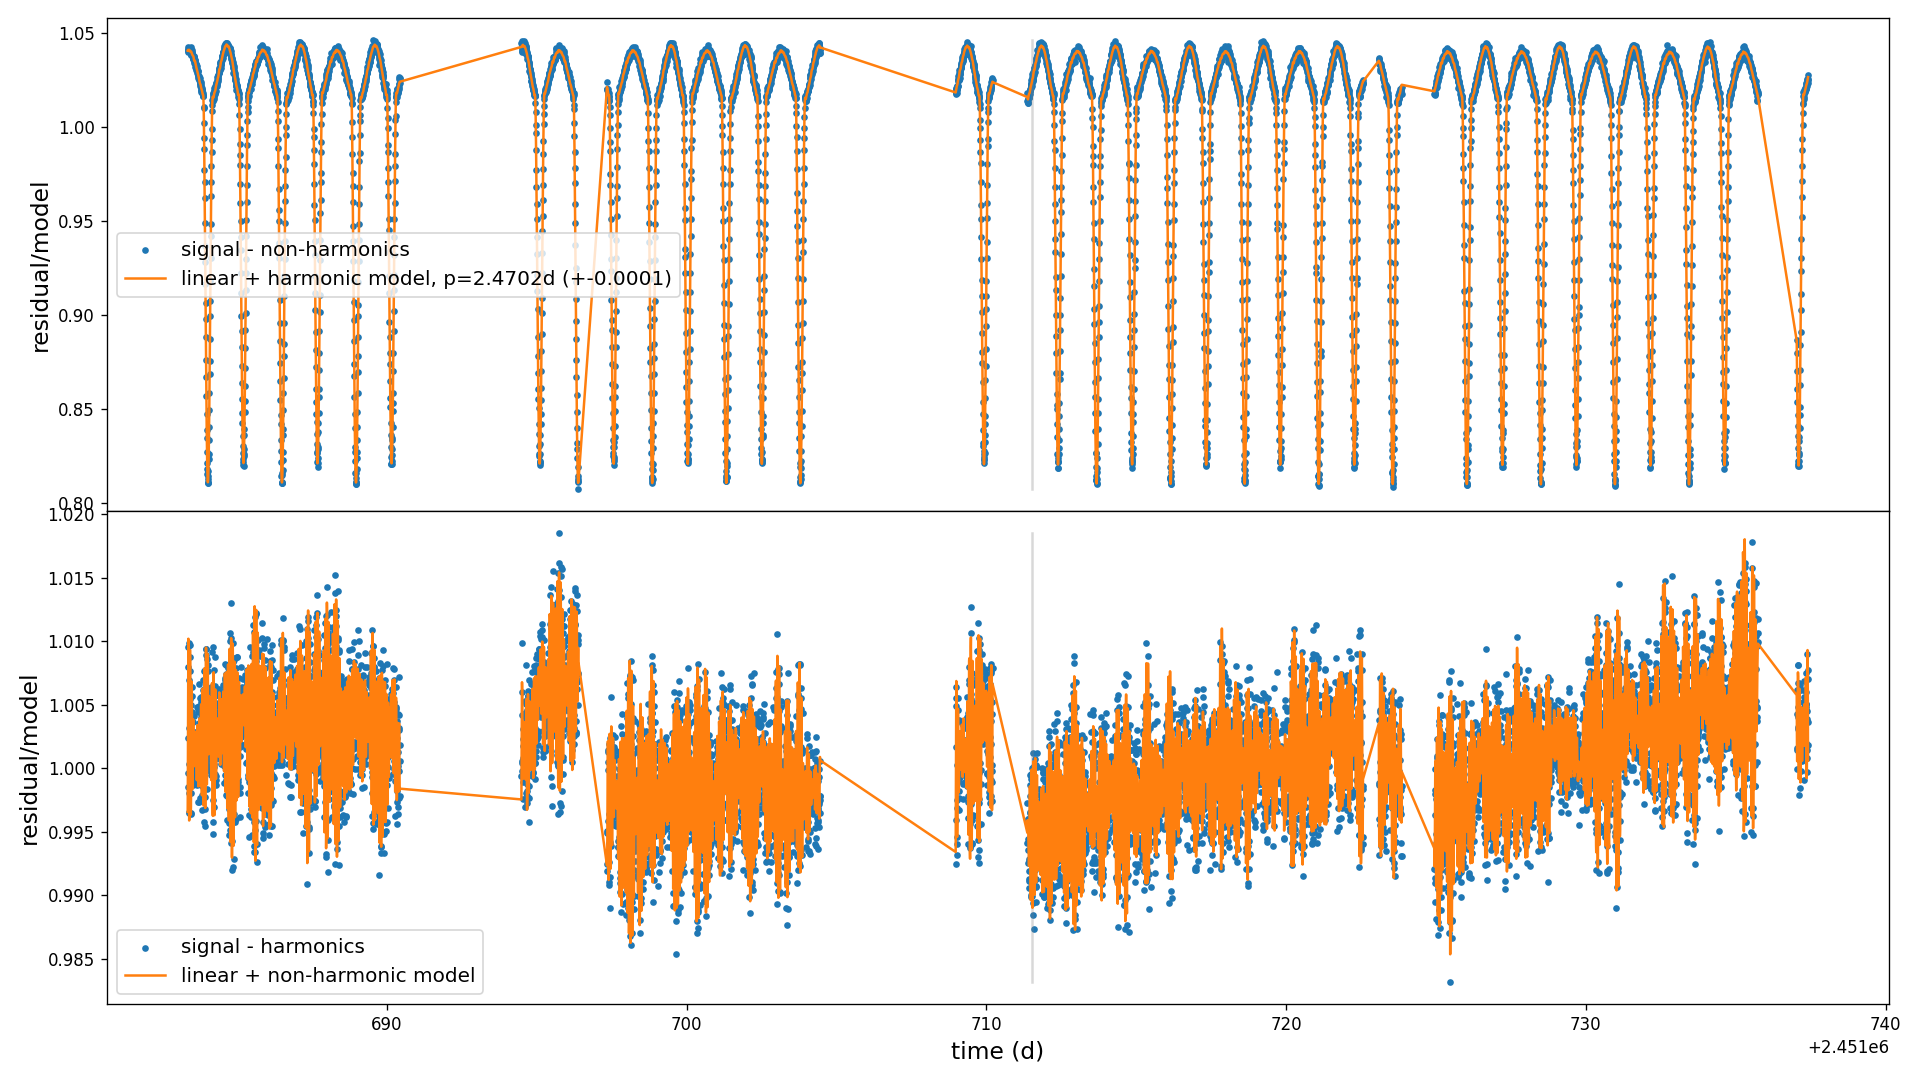 1.05
1.00
0.95
0.90
0.85
0.80
residual/model
signal - non-harmonics
linear + harmonic model, p=2.4702d (+-0.0001)
1.020
1.015
1.010
1.005
1.000
0.995
0.990
0.985
residual/model
signal - harmonics
linear + non-harmonic model
690
700
710
720
730
740
time (d)
+2.451e6